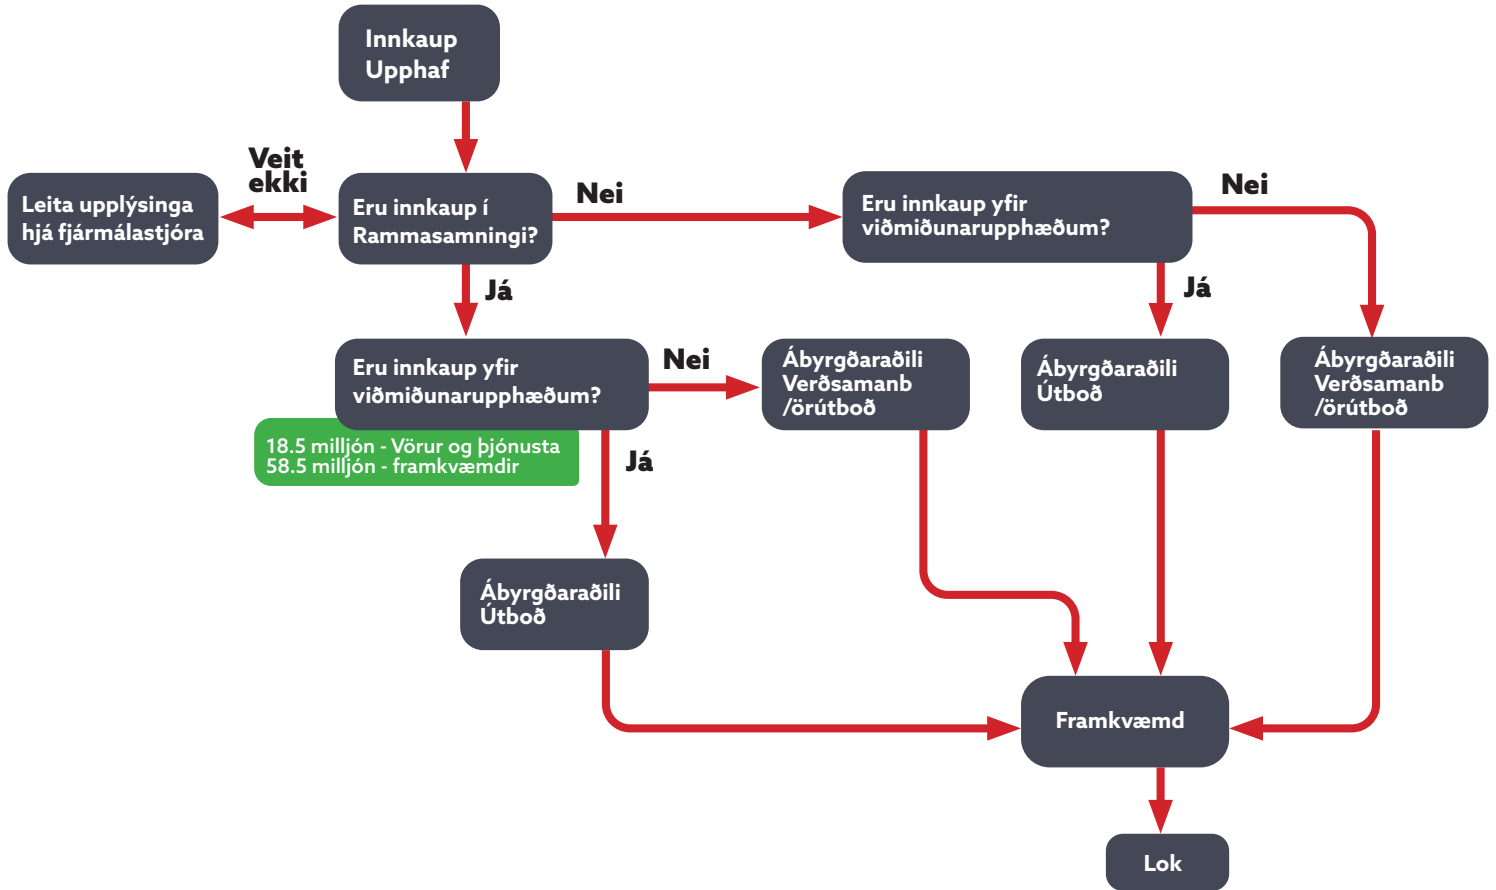 Innkaup
Upphaf
Veit
ekki
Leita upplýsinga
hjá fjármálastjóra
Eru innkaup í
Rammasamningi?
Nei
Eru innkaup yfir
viðmiðunarupphæðum?
Nei
Já
Já
Eru innkaup yfir
viðmiðunarupphæðum?
Nei
Ábyrgðaraðili
Verðsamanb
/örútboð
Ábyrgðaraðili
Útboð
Ábyrgðaraðili
Verðsamanb
/örútboð
18.5 milljón - Vörur og þjónusta
58.5 milljón - framkvæmdir
Já
Ábyrgðaraðili
Útboð
Framkvæmd
Lok